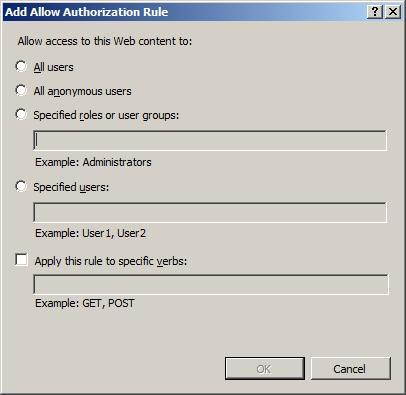 Add Allow Authorization Rule
Allow access to this Web content to:
All users
All anonymous users
Specified roles or user groups:
Example: Administrators
Specified users:
Example: User1, User2
Apply this rule to specific verbs:
Example: GET, POST
OK Cancel